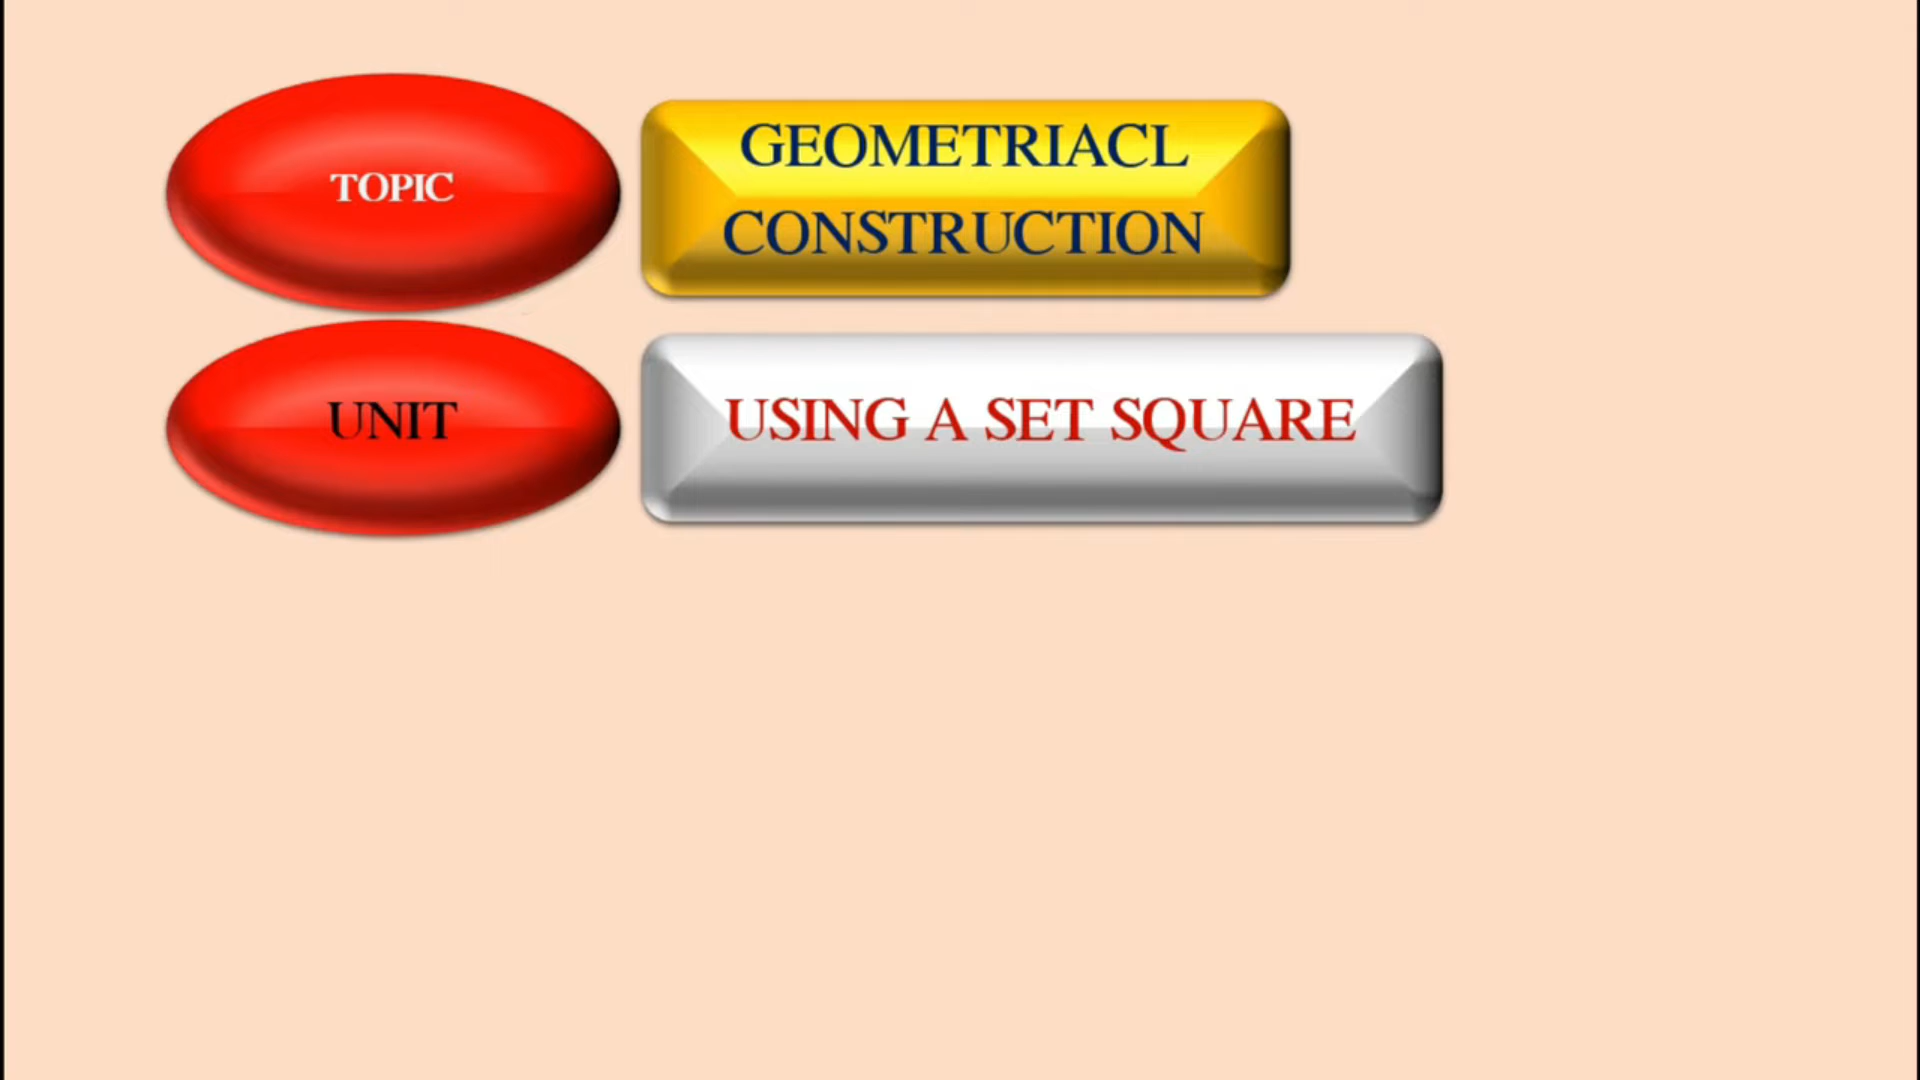 TOPIC
GEOMETRIACL
CONSTRUCTION
UNIT
USING A SET SQUARE